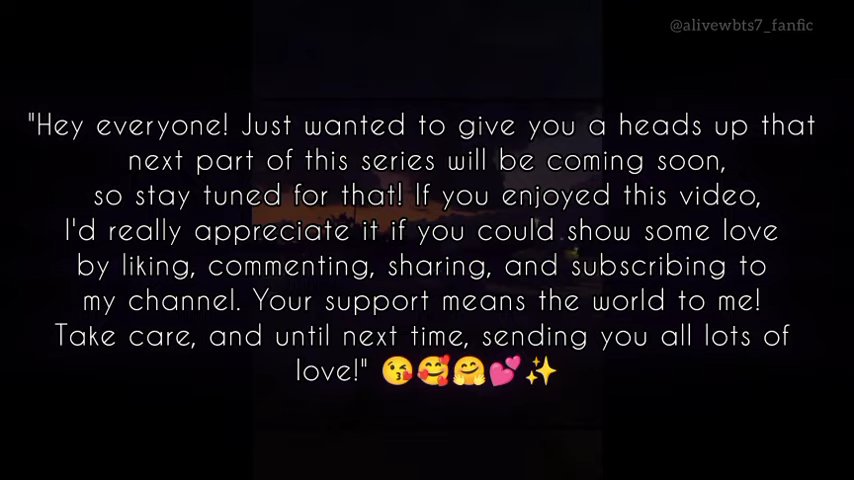 @alivewbts7_fanfic
"Hey everyone! Just wanted to give you a heads up that
next part of this series will be coming soon,
so stay tuned for that! If you enjoyed this video,
I'd really appreciate it if you could show some love
by liking, commenting, sharing, and subscribing to
my channel. Your support means the world to me!
Take care, and until next time, sending you all lots of
love!" 😘🥰🤗💕✨